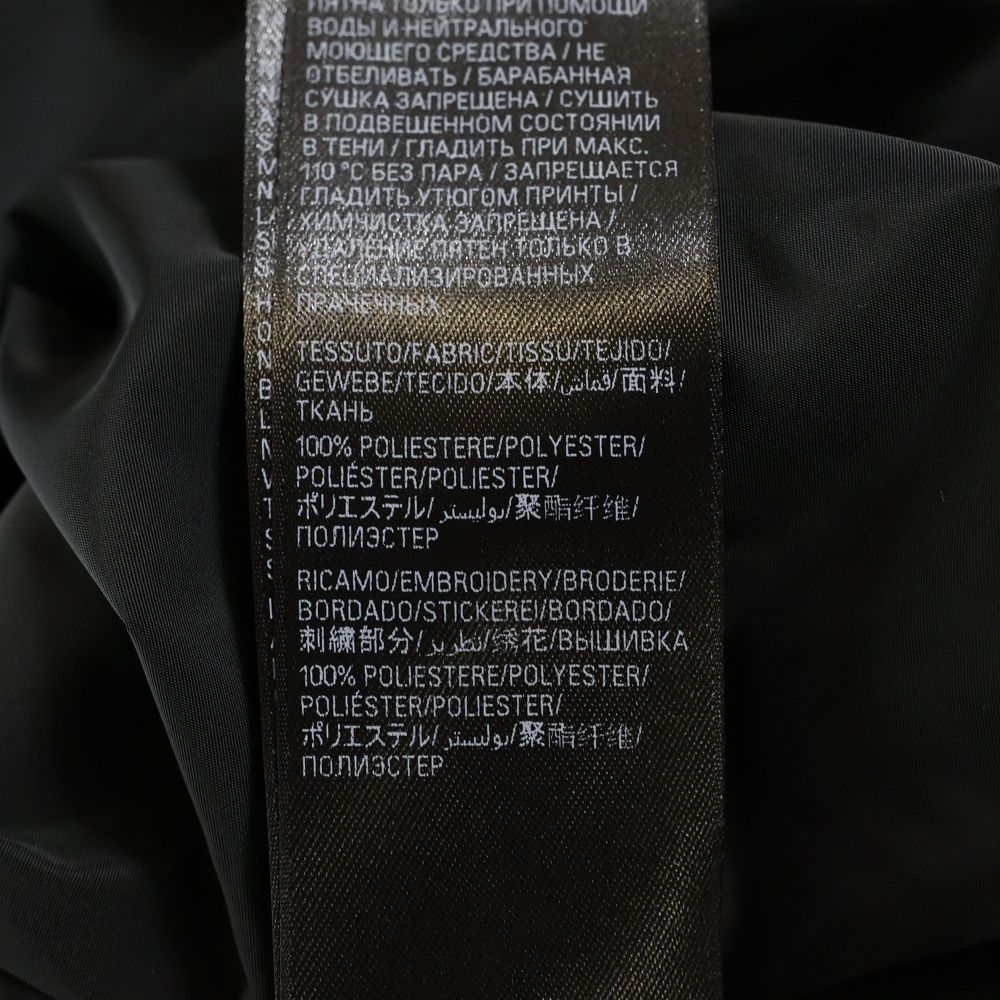 ПЯТНА ТОЛЬКО ПРИ ПОМОЩИ
ВОДЫ И НЕЙТРАЛЬНОГО
МОЮЩЕГО СРЕДСТВА / НЕ
ОТБЕЛИВАТЬ / БАРАБАННАЯ
СУШКА ЗАПРЕЩЕНА / СУШИТЬ
В ПОДВЕШЕННОМ СОСТОЯНИИ
В ТЕНИ / ГЛАДИТЬ ПРИ МАКС.
110 °C БЕЗ ПАРА / ЗАПРЕЩАЕТСЯ
ГЛАДИТЬ УТЮГОМ ПРИНТЫ /
ХИМЧИСТКА ЗАПРЕЩЕНА /
УДАЛЕНИЕ ПЯТЕН ТОЛЬКО В
СПЕЦИАЛИЗИРОВАННЫХ
ПРАЧЕЧНЫХ
TESSUTO/FABRIC/TISSU/TEJIDO/
GEWEBE/TECIDO/本体/قماش/面料/
ТКАНЬ
100% POLIESTERE/POLYESTER/
POLIÉSTER/POLIESTER/
ポリエステル/بوليستر/聚酯纤维/
ПОЛИЭСТЕР
RICAMO/EMBROIDERY/BRODERIE/
BORDADO/STICKEREI/BORDADO/
刺繍部分/تطريز/绣花/ВЫШИВКА
100% POLIESTERE/POLYESTER/
POLIÉSTER/POLIESTER/
ポリエステル/بوليستر/聚酯纤维/
ПОЛИЭСТЕР